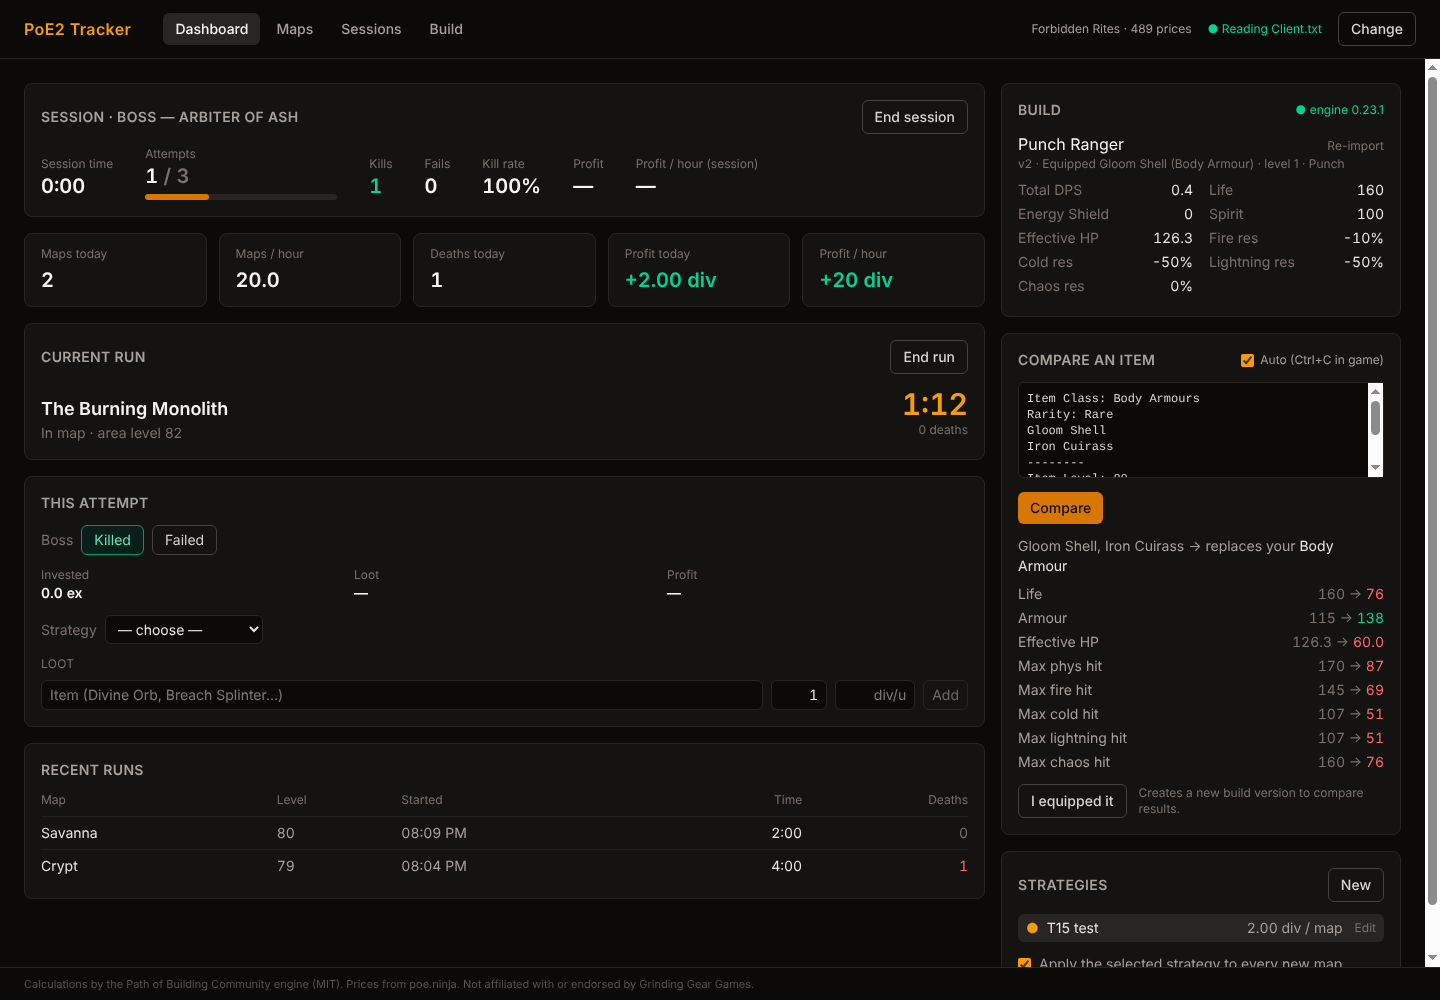 PoE2 Tracker
Dashboard
Maps
Sessions
Build
Forbidden Rites · 489 prices
Reading Client.txt
Change
SESSION · BOSS — ARBITER OF ASH
End session
Session time
0:00
Attempts
1 / 3
Kills
1
Fails
0
Kill rate
100%
Profit
—
Profit / hour (session)
—
Maps today
2
Maps / hour
20.0
Deaths today
1
Profit today
+2.00 div
Profit / hour
+20 div
CURRENT RUN
End run
The Burning Monolith
1:12
In map · area level 82
0 deaths
THIS ATTEMPT
Boss
Killed
Failed
Invested
0.0 ex
Loot
—
Profit
—
Strategy
— choose —
LOOT
Item (Divine Orb, Breach Splinter...)
1
div/u
Add
RECENT RUNS
Map Level Started Time Deaths
Savanna 80 08:09 PM 2:00 0
Crypt 79 08:04 PM 4:00 1
BUILD
engine 0.23.1
Punch Ranger
Re-import
v2 · Equipped Gloom Shell (Body Armour) · level 1 · Punch
Total DPS 0.4 Life 160
Energy Shield 0 Spirit 100
Effective HP 126.3 Fire res -10%
Cold res -50% Lightning res -50%
Chaos res 0%
COMPARE AN ITEM
Auto (Ctrl+C in game)
Item Class: Body Armours
Rarity: Rare
Gloom Shell
Iron Cuirass
--------
Item Level: 80
Compare
Gloom Shell, Iron Cuirass → replaces your Body
Armour
Life 160 → 76
Armour 115 → 138
Effective HP 126.3 → 60.0
Max phys hit 170 → 87
Max fire hit 145 → 69
Max cold hit 107 → 51
Max lightning hit 107 → 51
Max chaos hit 160 → 76
I equipped it
Creates a new build version to compare
results.
STRATEGIES
New
T15 test
2.00 div / map
Edit
Apply the selected strategy to every new map
Calculations by the Path of Building Community engine (MIT). Prices from poe.ninja. Not affiliated with or endorsed by Grinding Gear Games.